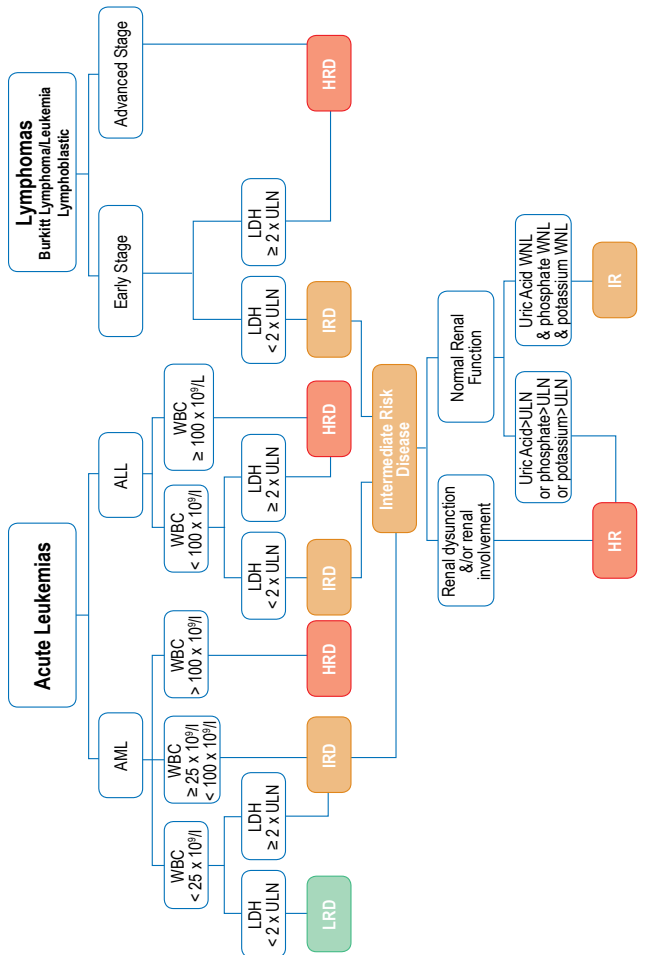 Acute Leukemias
AML
WBC
< 25 x 10⁹/l
LDH
< 2 x ULN
LRD
LDH
≥ 2 x ULN
WBC
≥ 25 x 10⁹/l
< 100 x 10⁹/l
IRD
WBC
> 100 x 10⁹/l
HRD
ALL
WBC
< 100 x 10⁹/l
LDH
< 2 x ULN
IRD
LDH
≥ 2 x ULN
WBC
≥ 100 x 10⁹/L
HRD
Lymphomas
Burkitt Lymphoma/Leukemia
Lymphoblastic
Early Stage
LDH
< 2 x ULN
IRD
LDH
≥ 2 x ULN
Advanced Stage
HRD
Intermediate Risk
Disease
Renal dysunction
&/or renal
involvement
HR
Normal Renal
Function
Uric Acid>ULN
or phosphate>ULN
or potassium>ULN
Uric Acid WNL
& phosphate WNL
& potassium WNL
IR